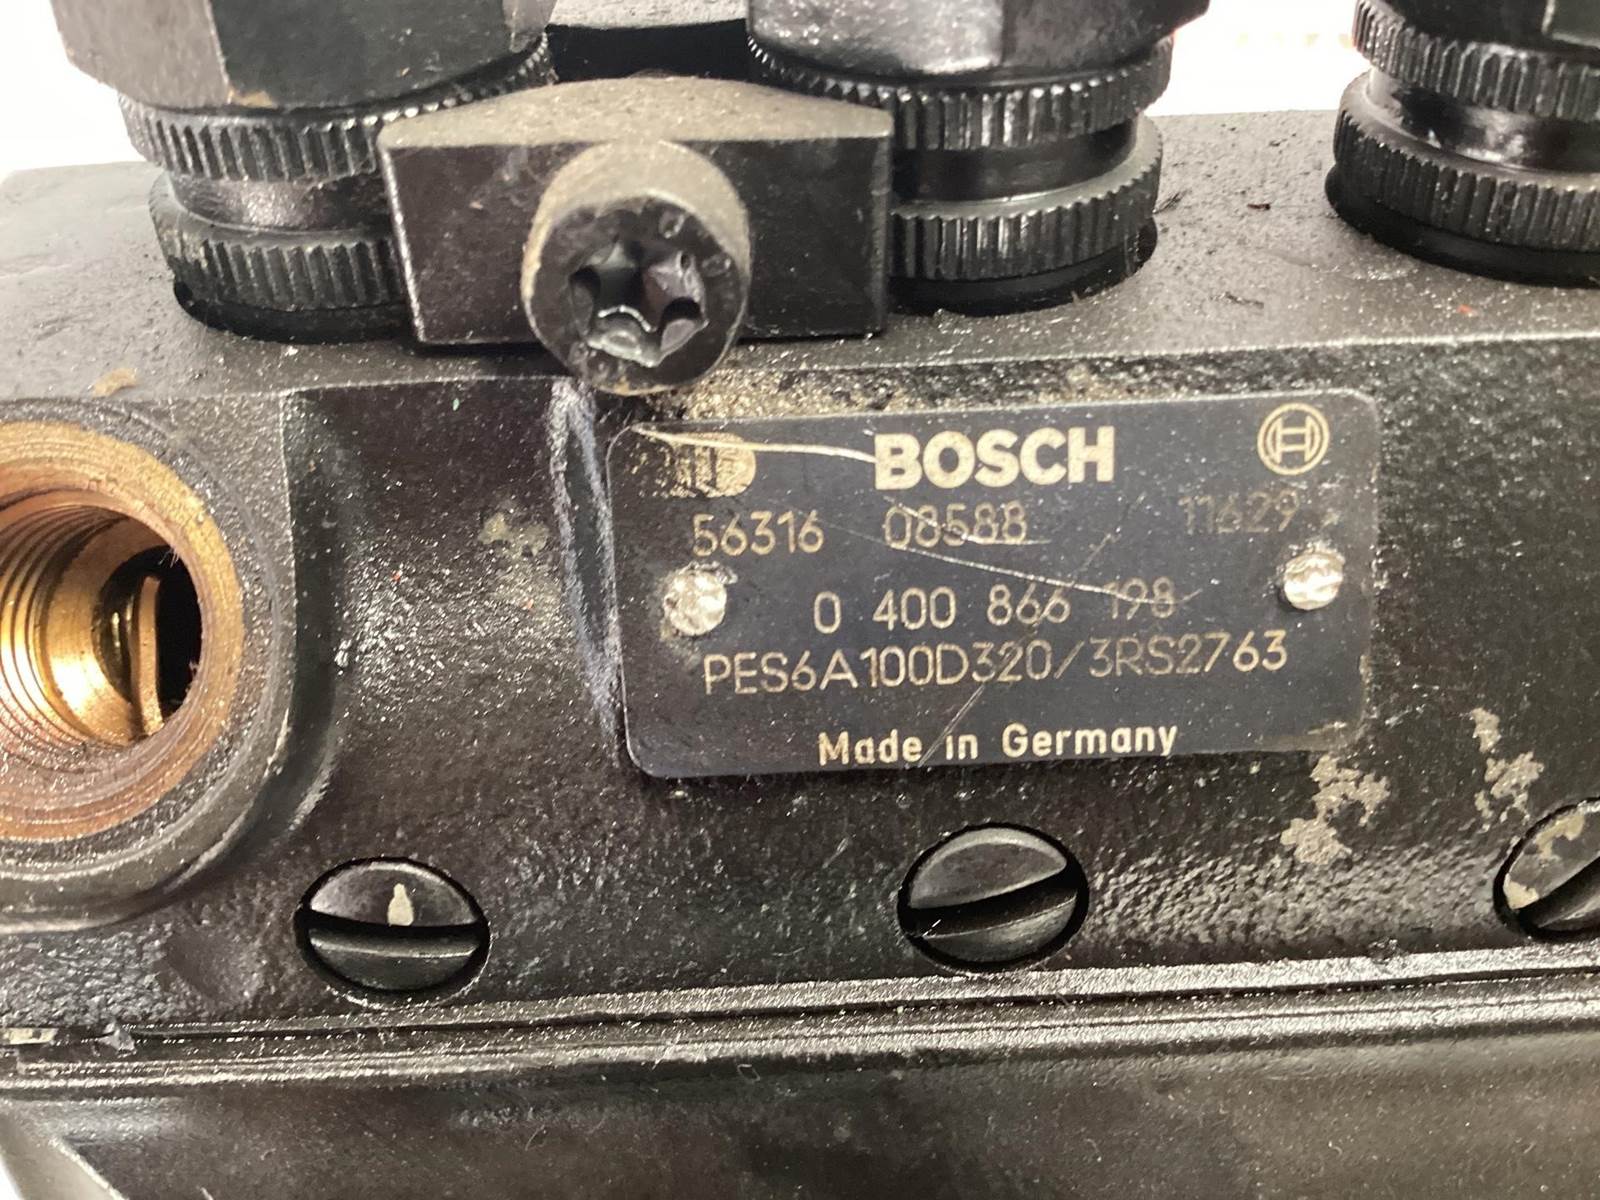 BOSCH
56316 08588 11629
0 400 866 198
PES6A100D320/3RS2763
Made in Germany